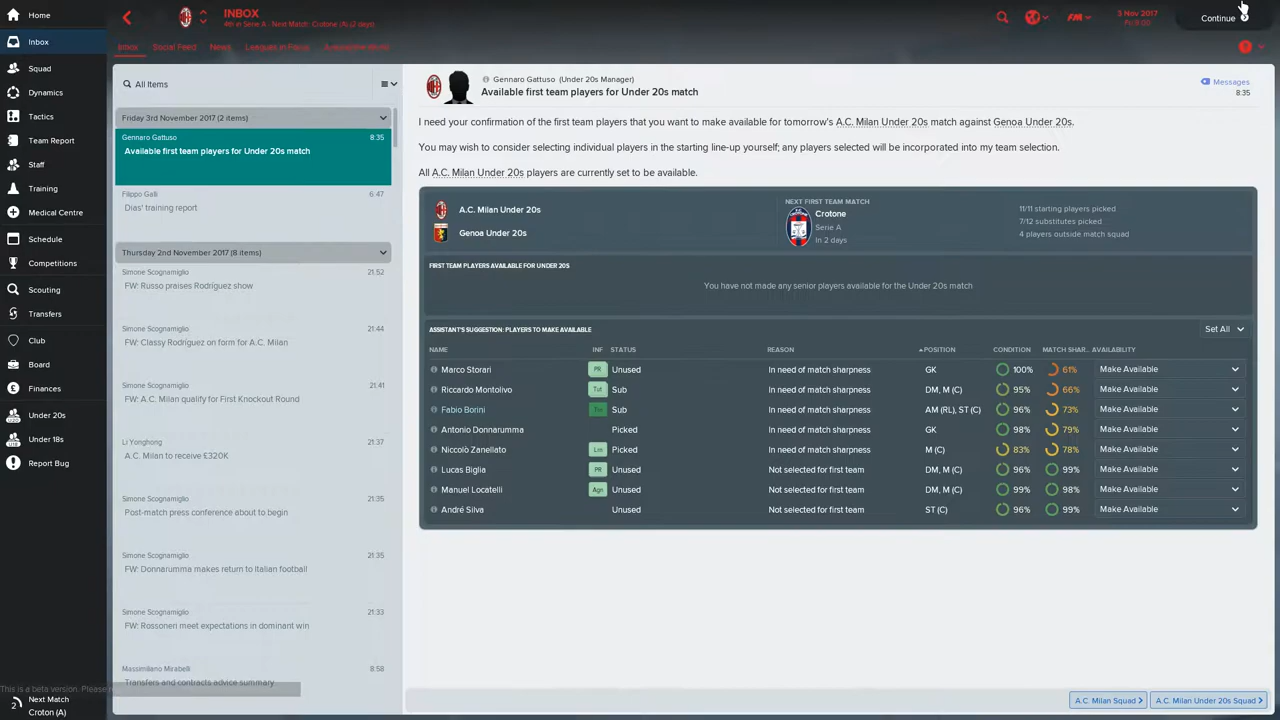 Home
Inbox
Squad
Dynamics
Tactics
Team Report
Staff
Training
Medical Centre
Schedule
Competitions
Scouting
Transfers
Club
Board
Finances
Under 20s
Under 18s
Report Bug
This is a beta version. Please
Next Match
2
Croton (A)
INBOX
4th in Serie A - Next Match: Crotone (A) (2 days)
3 Nov 2017
Fri 9:00
Continue
Inbox Social Feed News Leagues in Focus
All Items
Friday 3rd November 2017 (2 items)
Gennaro Gattuso 8:35
Available first team players for Under 20s match
Filippo Galli 6:47
Dias' training report
Thursday 2nd November 2017 (8 items)
Simone Scognamiglio 21:52
FW: Russo praises Rodríguez show
Simone Scognamiglio 21:44
FW: Classy Rodríguez on form for A.C. Milan
Simone Scognamiglio 21:41
FW: A.C. Milan qualify for First Knockout Round
Li Yonghong 21:37
A.C. Milan to receive £320K
Simone Scognamiglio 21:35
Post-match press conference about to begin
Simone Scognamiglio 21:35
FW: Donnarumma makes return to Italian football
Simone Scognamiglio 21:33
FW: Rossoneri meet expectations in dominant win
Massimiliano Mirabelli 8:58
Transfers and contracts advice summary
Gennaro Gattuso (Under 20s Manager)
Available first team players for Under 20s match
Messages
8:35
I need your confirmation of the first team players that you want to make available for tomorrow's A.C. Milan Under 20s match against Genoa Under 20s.
You may wish to consider selecting individual players in the starting line-up yourself; any players selected will be incorporated into my team selection.
All A.C. Milan Under 20s players are currently set to be available.
A.C. Milan Under 20s
Genoa Under 20s
NEXT FIRST TEAM MATCH
Crotone
Serie A
In 2 days
11/11 starting players picked
7/12 substitutes picked
4 players outside match squad
FIRST TEAM PLAYERS AVAILABLE FOR UNDER 20S
You have not made any senior players available for the Under 20s match
ASSISTANT'S SUGGESTION: PLAYERS TO MAKE AVAILABLE
Set All
NAME INF STATUS REASON POSITION CONDITION MATCH SHAR... AVAILABILITY
Marco Storari PR Unused In need of match sharpness GK 100% 61% Make Available
Riccardo Montolivo Tut Sub In need of match sharpness DM, M (C) 95% 66% Make Available
Fabio Borini Sub In need of match sharpness AM (RL), ST (C) 96% 73% Make Available
Antonio Donnarumma Picked In need of match sharpness GK 98% 79% Make Available
Niccolò Zanellato Lrn Picked In need of match sharpness M (C) 83% 78% Make Available
Lucas Biglia PR Unused Not selected for first team DM, M (C) 96% 99% Make Available
Manuel Locatelli Agn Unused Not selected for first team DM, M (C) 99% 98% Make Available
André Silva Unused Not selected for first team ST (C) 96% 99% Make Available
A.C. Milan Squad
A.C. Milan Under 20s Squad